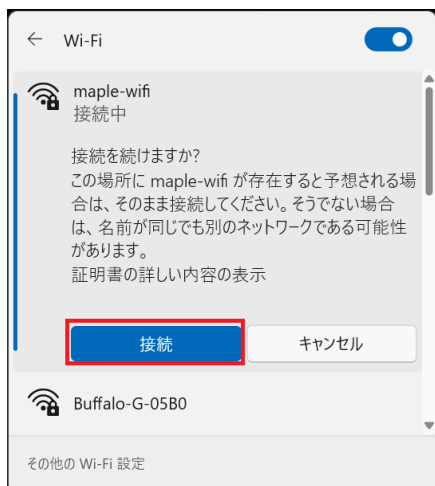 ← Wi-Fi
maple-wifi
接続中
接続を続けますか?
この場所に maple-wifi が存在すると予想される場
合は、そのまま接続してください。そうでない場合
は、名前が同じでも別のネットワークである可能性
があります。
証明書の詳しい内容の表示
接続
キャンセル
Buffalo-G-05B0
その他の Wi-Fi 設定